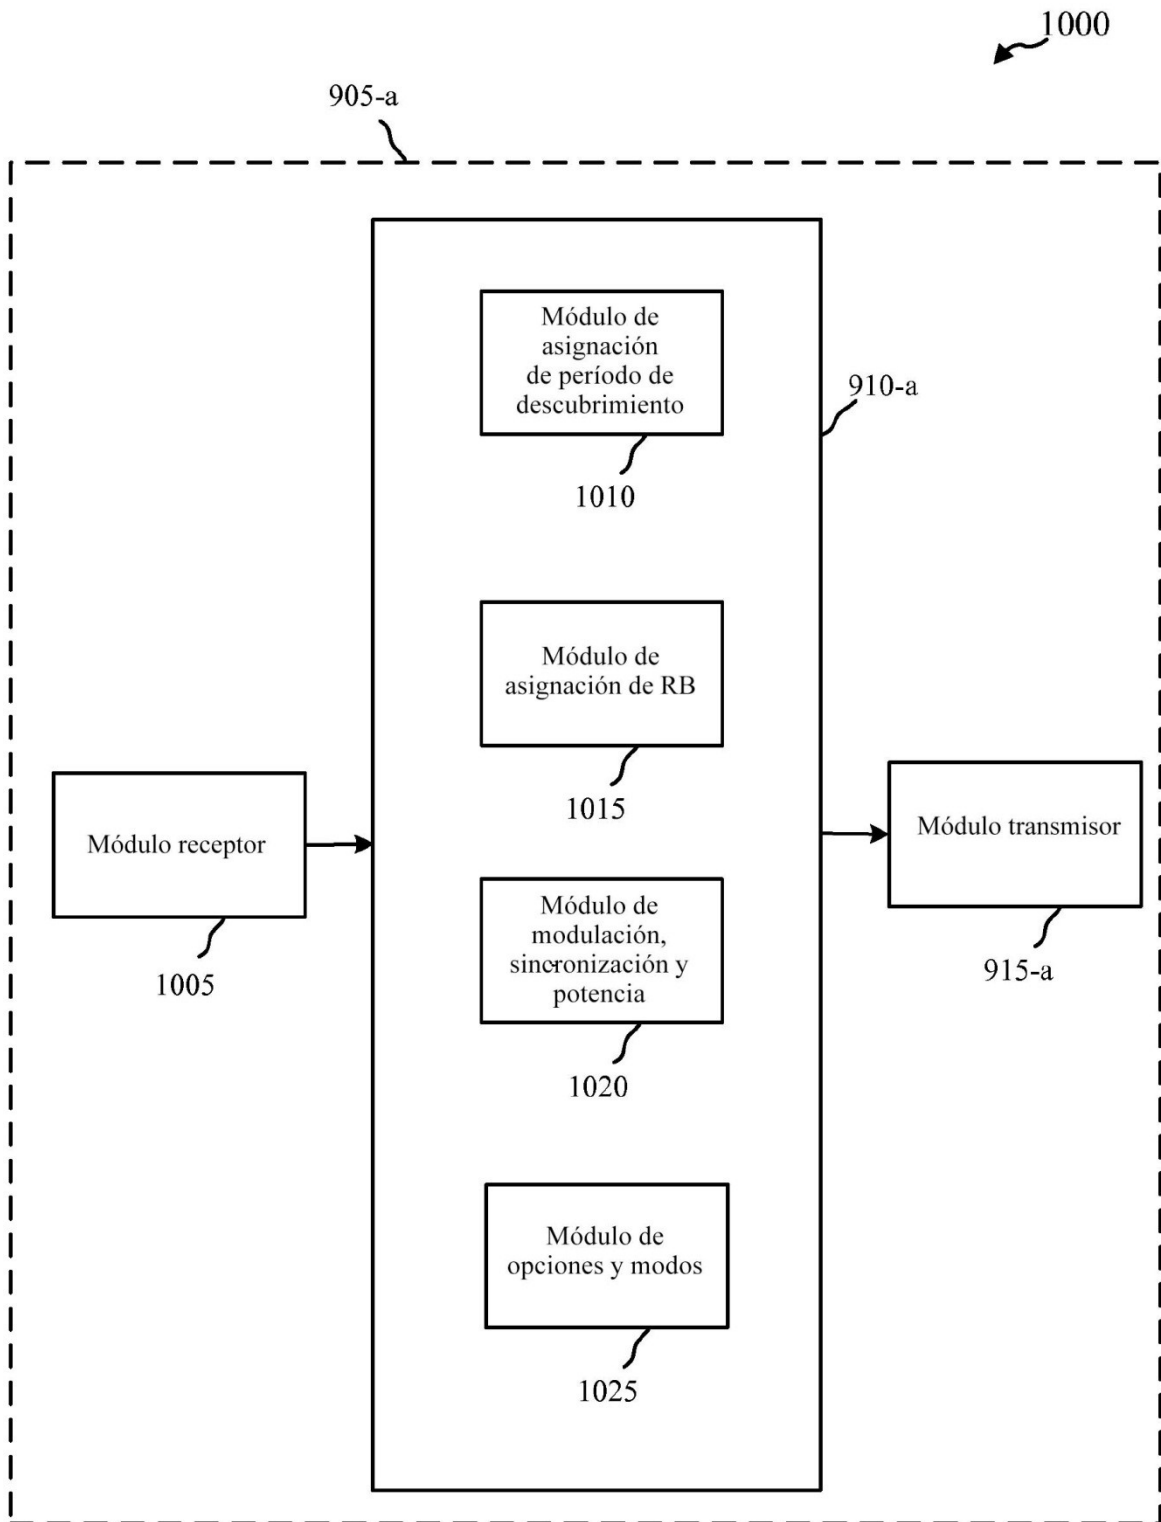 1000
905-a
Módulo de
asignación
de período de
descubrimiento
910-a
1010
Módulo de
asignación de RB
1015
Módulo receptor
1005
Módulo transmisor
915-a
Módulo de
modulación,
sincronización y
potencia
1020
Módulo de
opciones y modos
1025